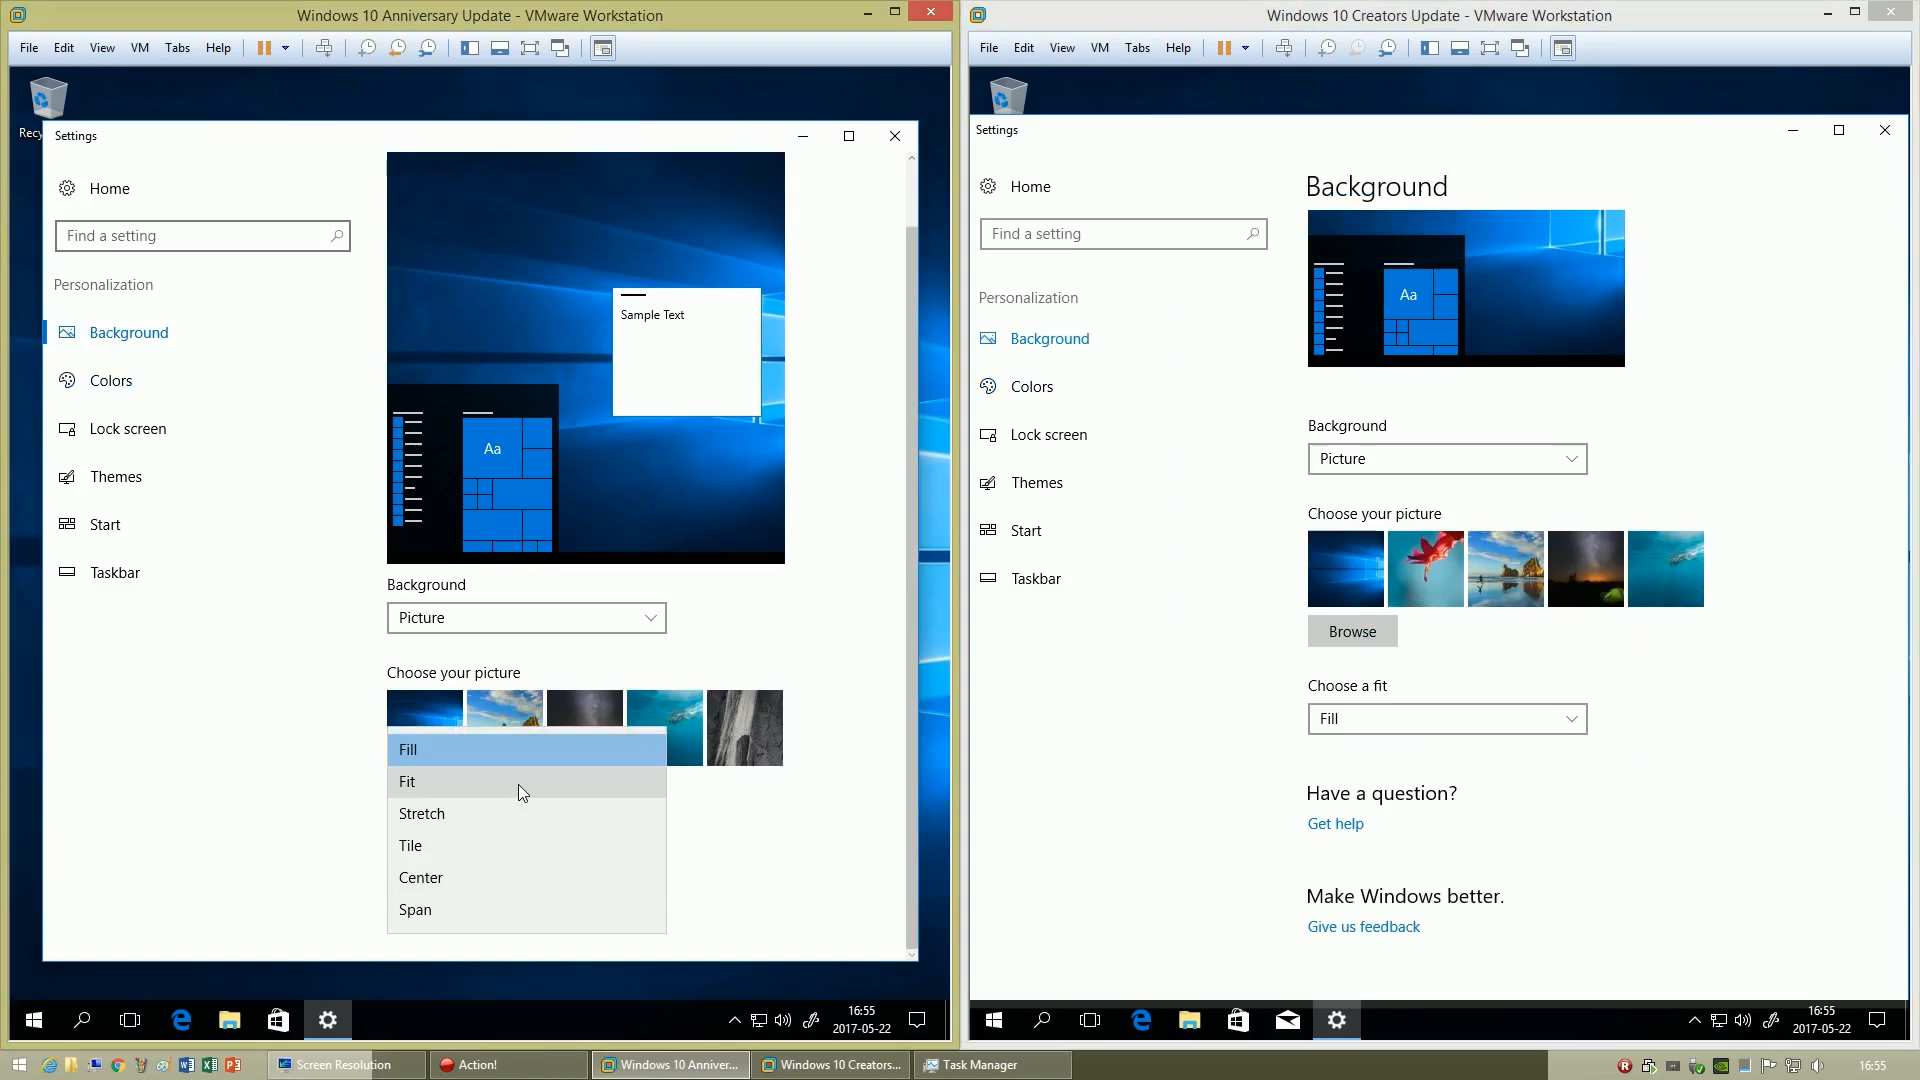 Windows 10 Anniversary Update - VMware Workstation
File Edit View VM Tabs Help
Recy
Settings
Home
Find a setting
Personalization
Background
Colors
Lock screen
Themes
Start
Taskbar
Sample Text
Aa
Background
Picture
Choose your picture
Fill
Fit
Stretch
Tile
Center
Span
16:55
2017-05-22
Windows 10 Creators Update - VMware Workstation
File Edit View VM Tabs Help
Settings
Home
Find a setting
Personalization
Background
Colors
Lock screen
Themes
Start
Taskbar
Background
Aa
Background
Picture
Choose your picture
Browse
Choose a fit
Fill
Have a question?
Get help
Make Windows better.
Give us feedback
16:55
2017-05-22
Screen Resolution
Action!
Windows 10 Anniver...
Windows 10 Creators...
Task Manager
16:55